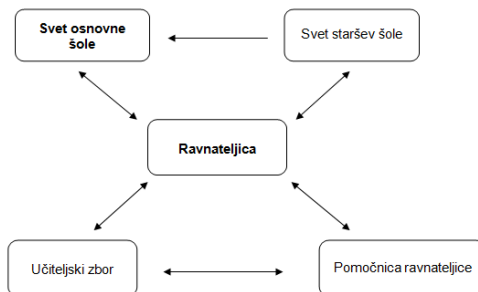 Svet osnovne
šole
Svet staršev šole
Ravnateljica
Učiteljski zbor
Pomočnica ravnateljice